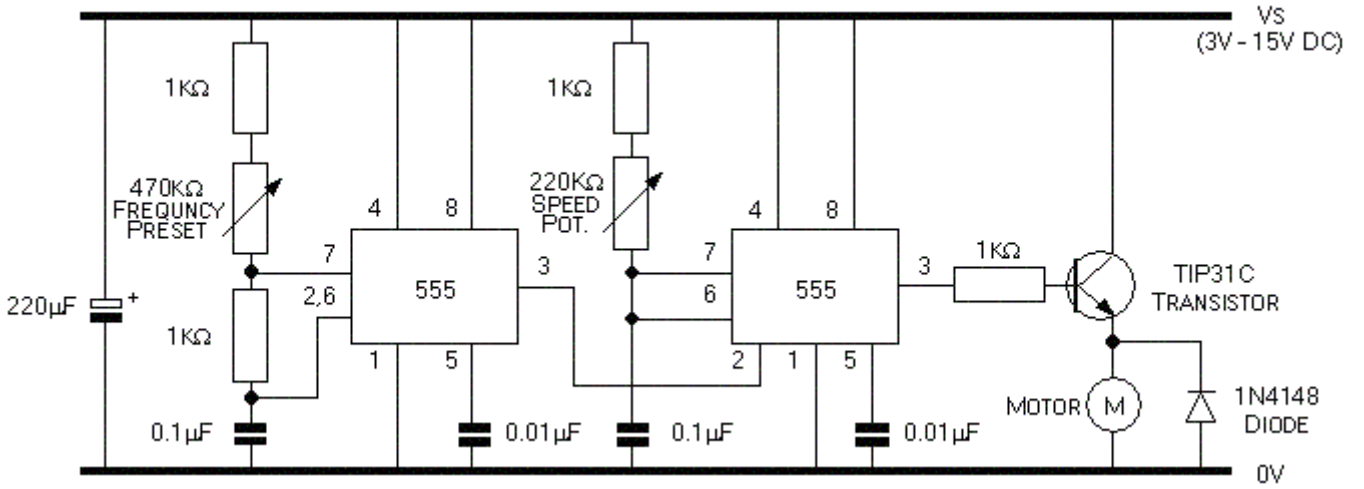 VS
(3V - 15V DC)
1KΩ
1KΩ
470KΩ
FREQUNCY
PRESET
220KΩ
SPEED
POT.
4
8
4
8
7
3
7
3
1KΩ
2,6
555
6
555
TIP31C
TRANSISTOR
220µF
+
1KΩ
1
5
2
1
5
MOTOR
M
1N4148
DIODE
0.1µF
0.01µF
0.1µF
0.01µF
0V